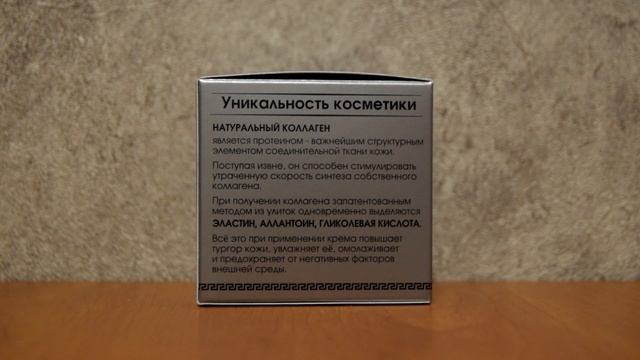 Уникальность косметики
НАТУРАЛЬНЫЙ КОЛЛАГЕН
является протеином - важнейшим структурным
элементом соединительной ткани кожи.
Поступая извне, он способен стимулировать
утраченную скорость синтеза собственного
коллагена.
При получении коллагена запатентованным
методом из улиток одновременно выделяются
ЭЛАСТИН, АЛЛАНТОИН, ГЛИКОЛЕВАЯ КИСЛОТА.
Всё это при применении крема повышает
тургор кожи, увлажняет её, омолаживает
и предохраняет от негативных факторов
внешней среды.